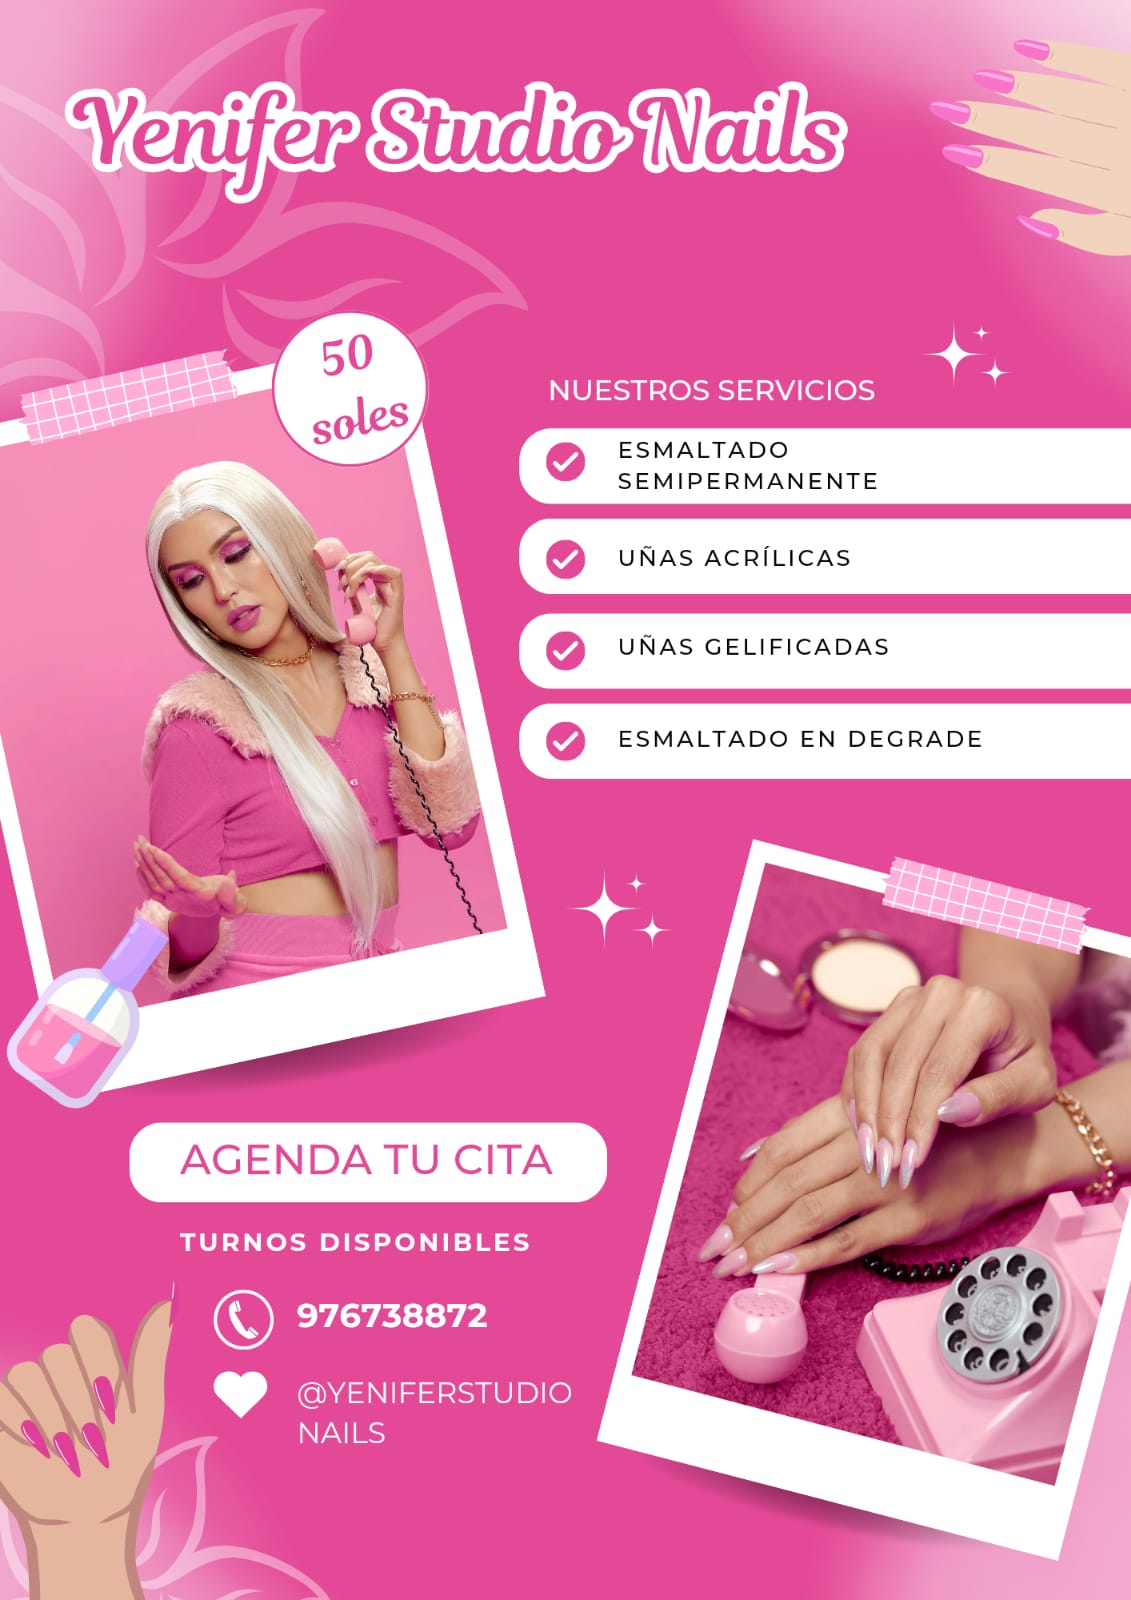 Yenifer Studio Nails
50
soles
NUESTROS SERVICIOS
ESMALTADO
SEMIPERMANENTE
UÑAS ACRÍLICAS
UÑAS GELIFICADAS
ESMALTADO EN DEGRADE
AGENDA TU CITA
TURNOS DISPONIBLES
976738872
@YENIFERSTUDIO
NAILS